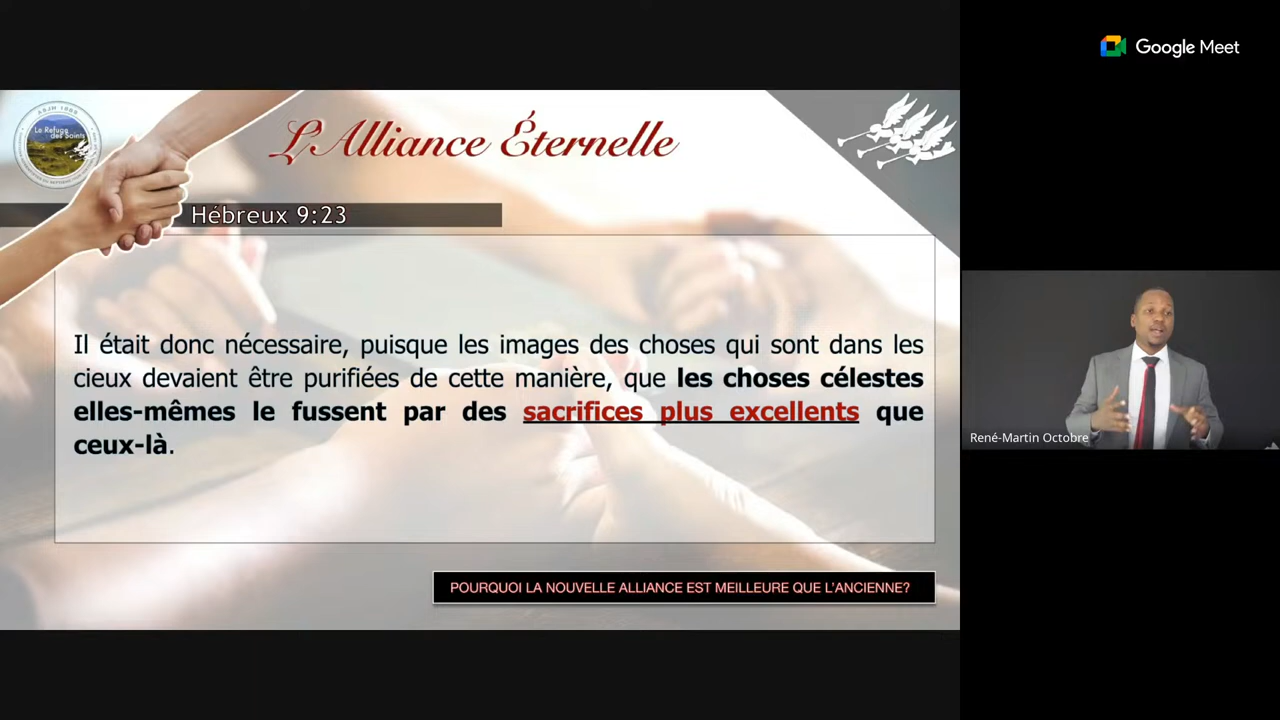 Google Meet
ASJH 1888
Le Refuge
des Saints
L'Alliance Éternelle
Hébreux 9:23
Il était donc nécessaire, puisque les images des choses qui sont dans les
cieux devaient être purifiées de cette manière, que les choses célestes
elles-mêmes le fussent par des sacrifices plus excellents que
ceux-là.
René-Martin Octobre
POURQUOI LA NOUVELLE ALLIANCE EST MEILLEURE QUE L'ANCIENNE?